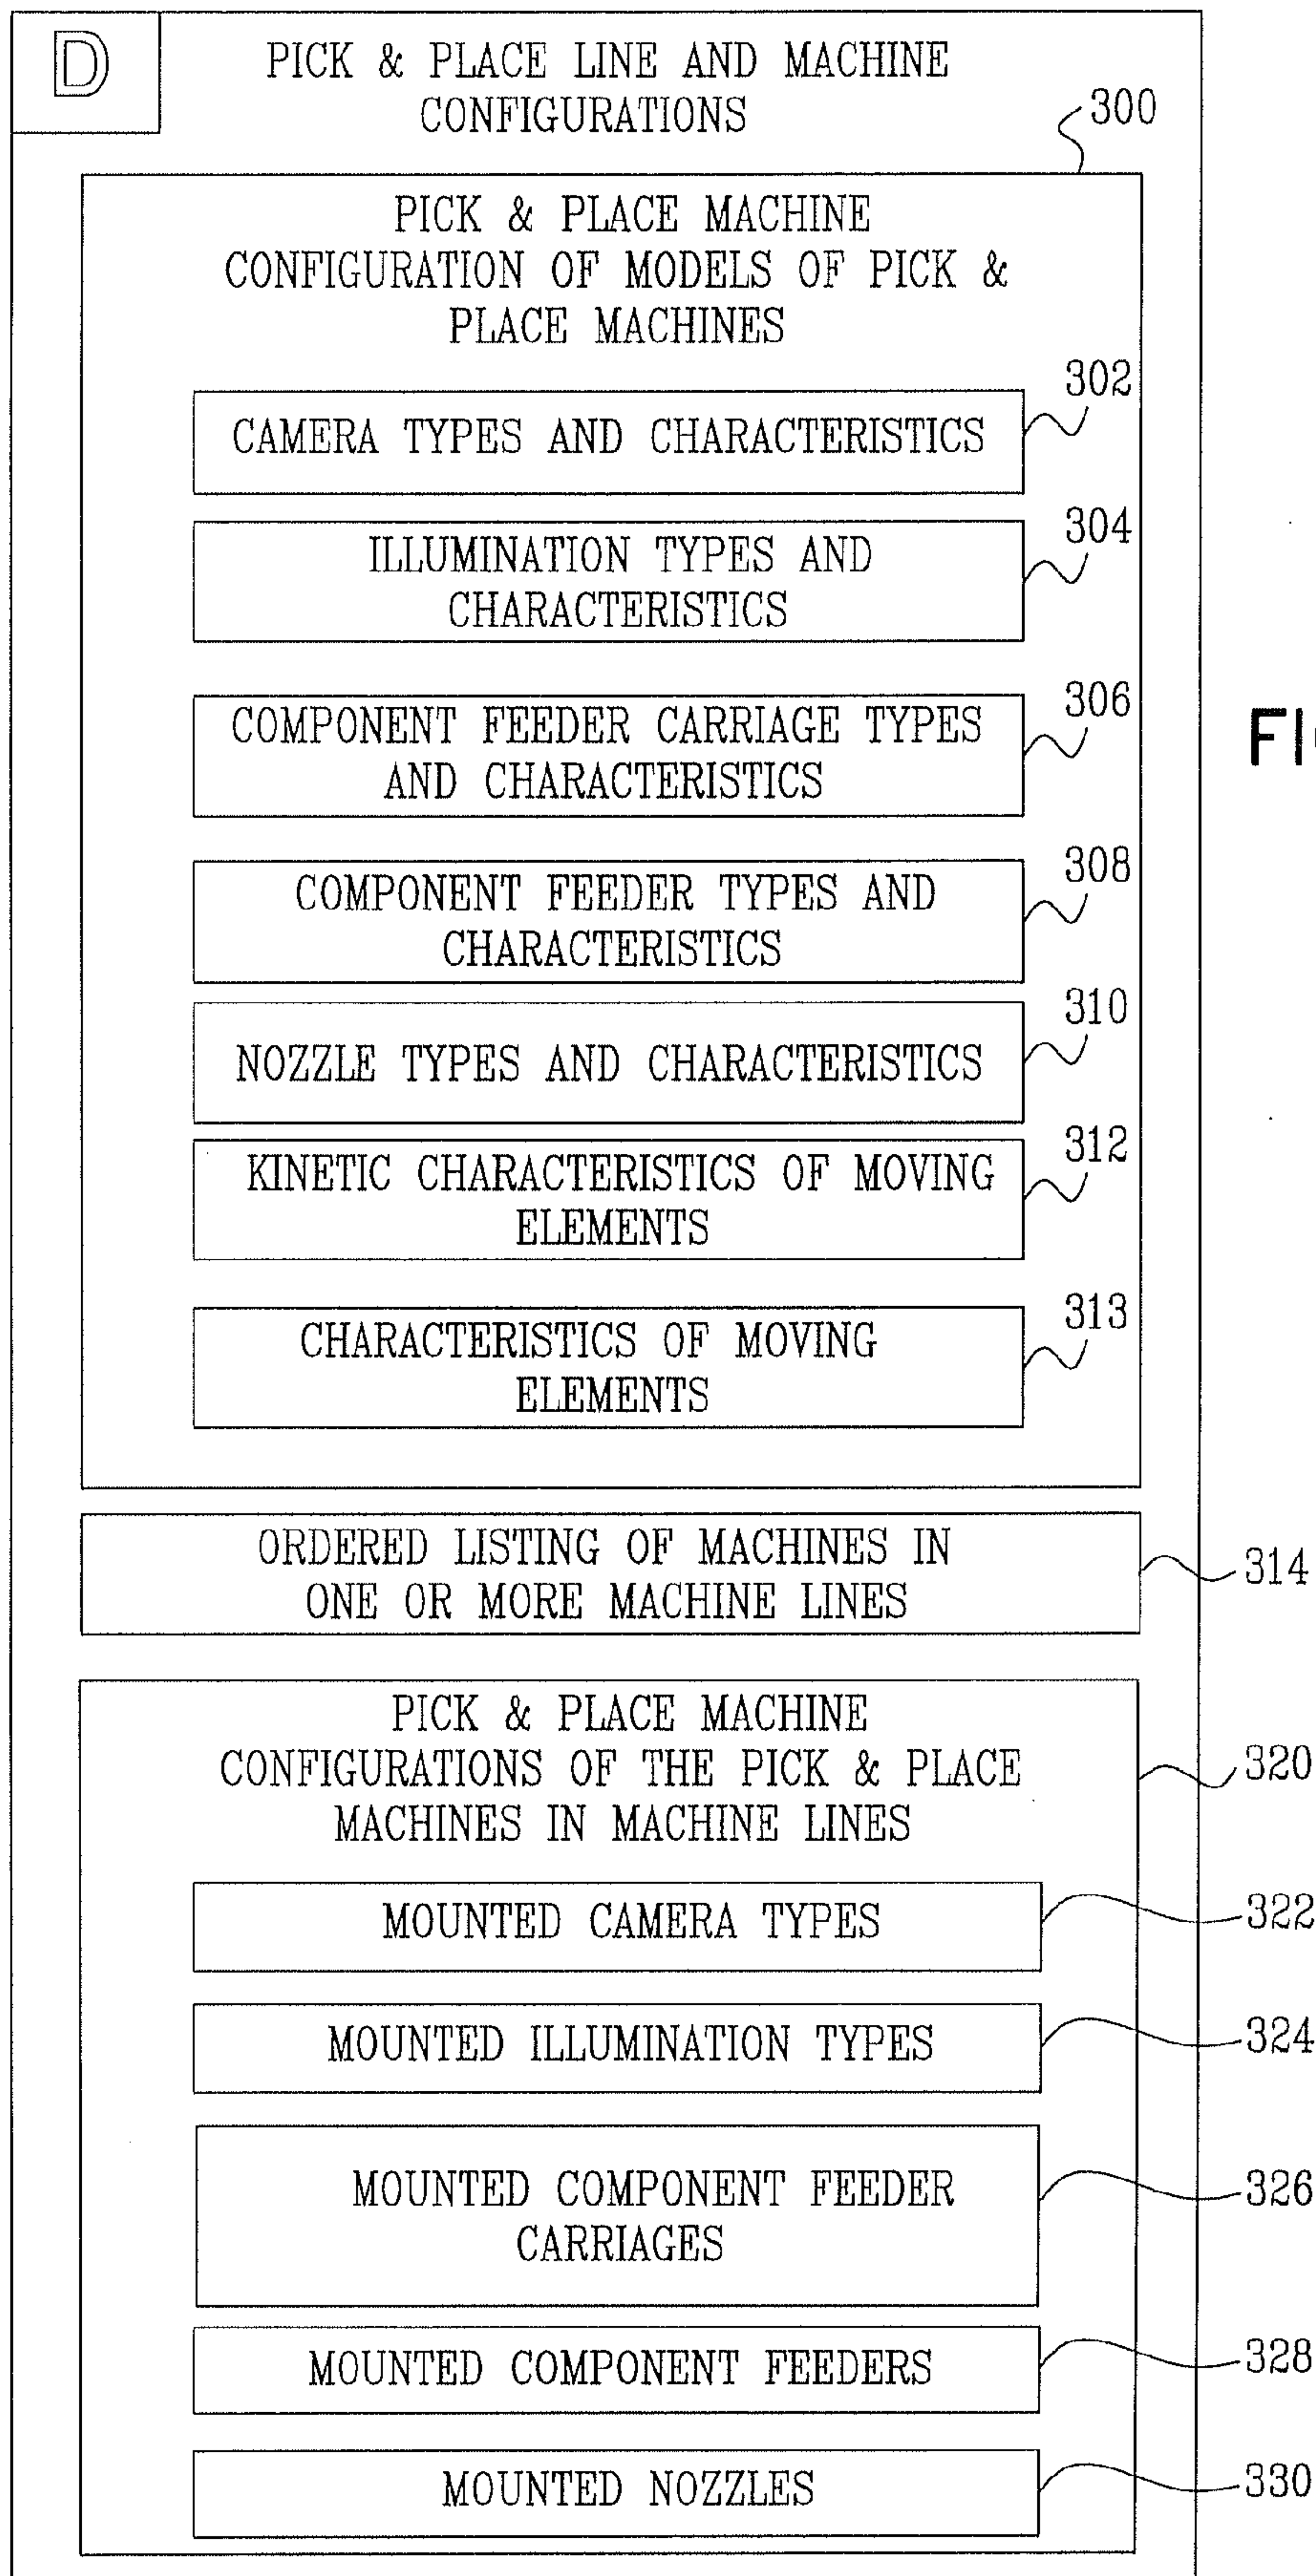 D
PICK & PLACE LINE AND MACHINE
CONFIGURATIONS
300
PICK & PLACE MACHINE
CONFIGURATION OF MODELS OF PICK &
PLACE MACHINES
302
CAMERA TYPES AND CHARACTERISTICS
304
ILLUMINATION TYPES AND
CHARACTERISTICS
306
COMPONENT FEEDER CARRIAGE TYPES
AND CHARACTERISTICS
308
COMPONENT FEEDER TYPES AND
CHARACTERISTICS
310
NOZZLE TYPES AND CHARACTERISTICS
312
KINETIC CHARACTERISTICS OF MOVING
ELEMENTS
313
CHARACTERISTICS OF MOVING
ELEMENTS
ORDERED LISTING OF MACHINES IN
ONE OR MORE MACHINE LINES
314
PICK & PLACE MACHINE
CONFIGURATIONS OF THE PICK & PLACE
MACHINES IN MACHINE LINES
320
MOUNTED CAMERA TYPES
322
MOUNTED ILLUMINATION TYPES
324
MOUNTED COMPONENT FEEDER
CARRIAGES
326
MOUNTED COMPONENT FEEDERS
328
MOUNTED NOZZLES
330